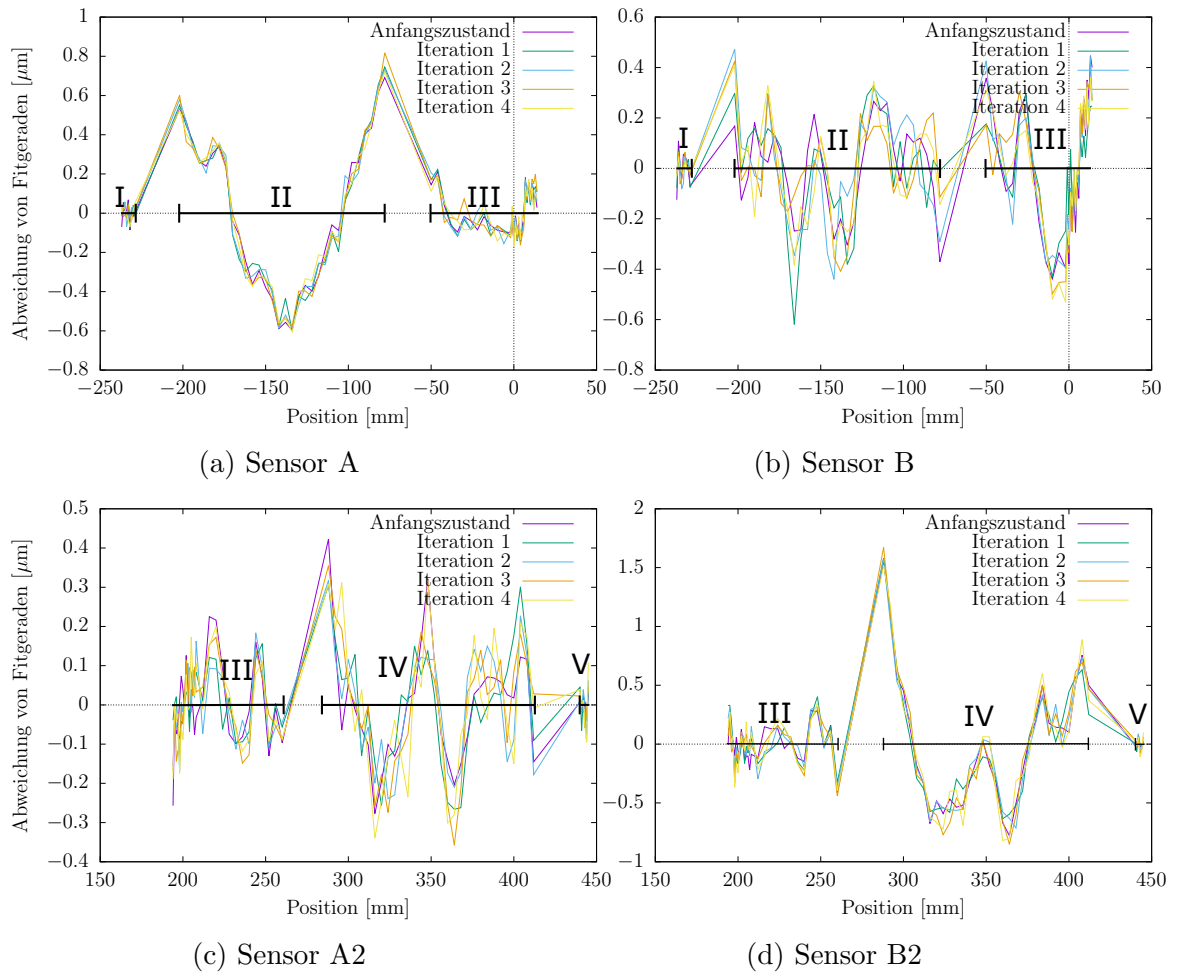 Abweichung von Fitgeraden [μm]
1
0.8
0.6
0.4
0.2
0
−0.2
−0.4
−0.6
−0.8
−250
−200
−150
−100
−50
0
50
Position [mm]
Anfangszustand
Iteration 1
Iteration 2
Iteration 3
Iteration 4
I
II
III
(a) Sensor A
0.6
0.4
0.2
0
−0.2
−0.4
−0.6
−0.8
−250
−200
−150
−100
−50
0
50
Position [mm]
Anfangszustand
Iteration 1
Iteration 2
Iteration 3
Iteration 4
I
II
III
(b) Sensor B
Abweichung von Fitgeraden [μm]
0.5
0.4
0.3
0.2
0.1
0
−0.1
−0.2
−0.3
−0.4
150
200
250
300
350
400
450
Position [mm]
Anfangszustand
Iteration 1
Iteration 2
Iteration 3
Iteration 4
III
IV
V
(c) Sensor A2
2
1.5
1
0.5
0
−0.5
−1
150
200
250
300
350
400
450
Position [mm]
Anfangszustand
Iteration 1
Iteration 2
Iteration 3
Iteration 4
III
IV
V
(d) Sensor B2